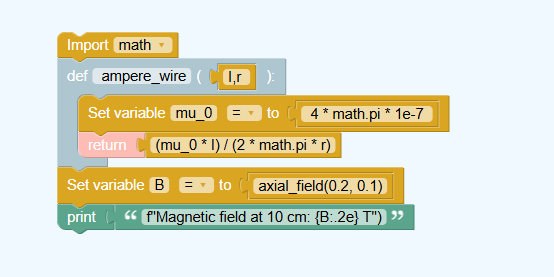 Import math
def ampere_wire ( I,r ):
Set variable mu_0 = to 4 * math.pi * 1e-7
return (mu_0 * I) / (2 * math.pi * r)
Set variable B = to axial_field(0.2, 0.1)
print “ f"Magnetic field at 10 cm: {B:.2e} T") ”